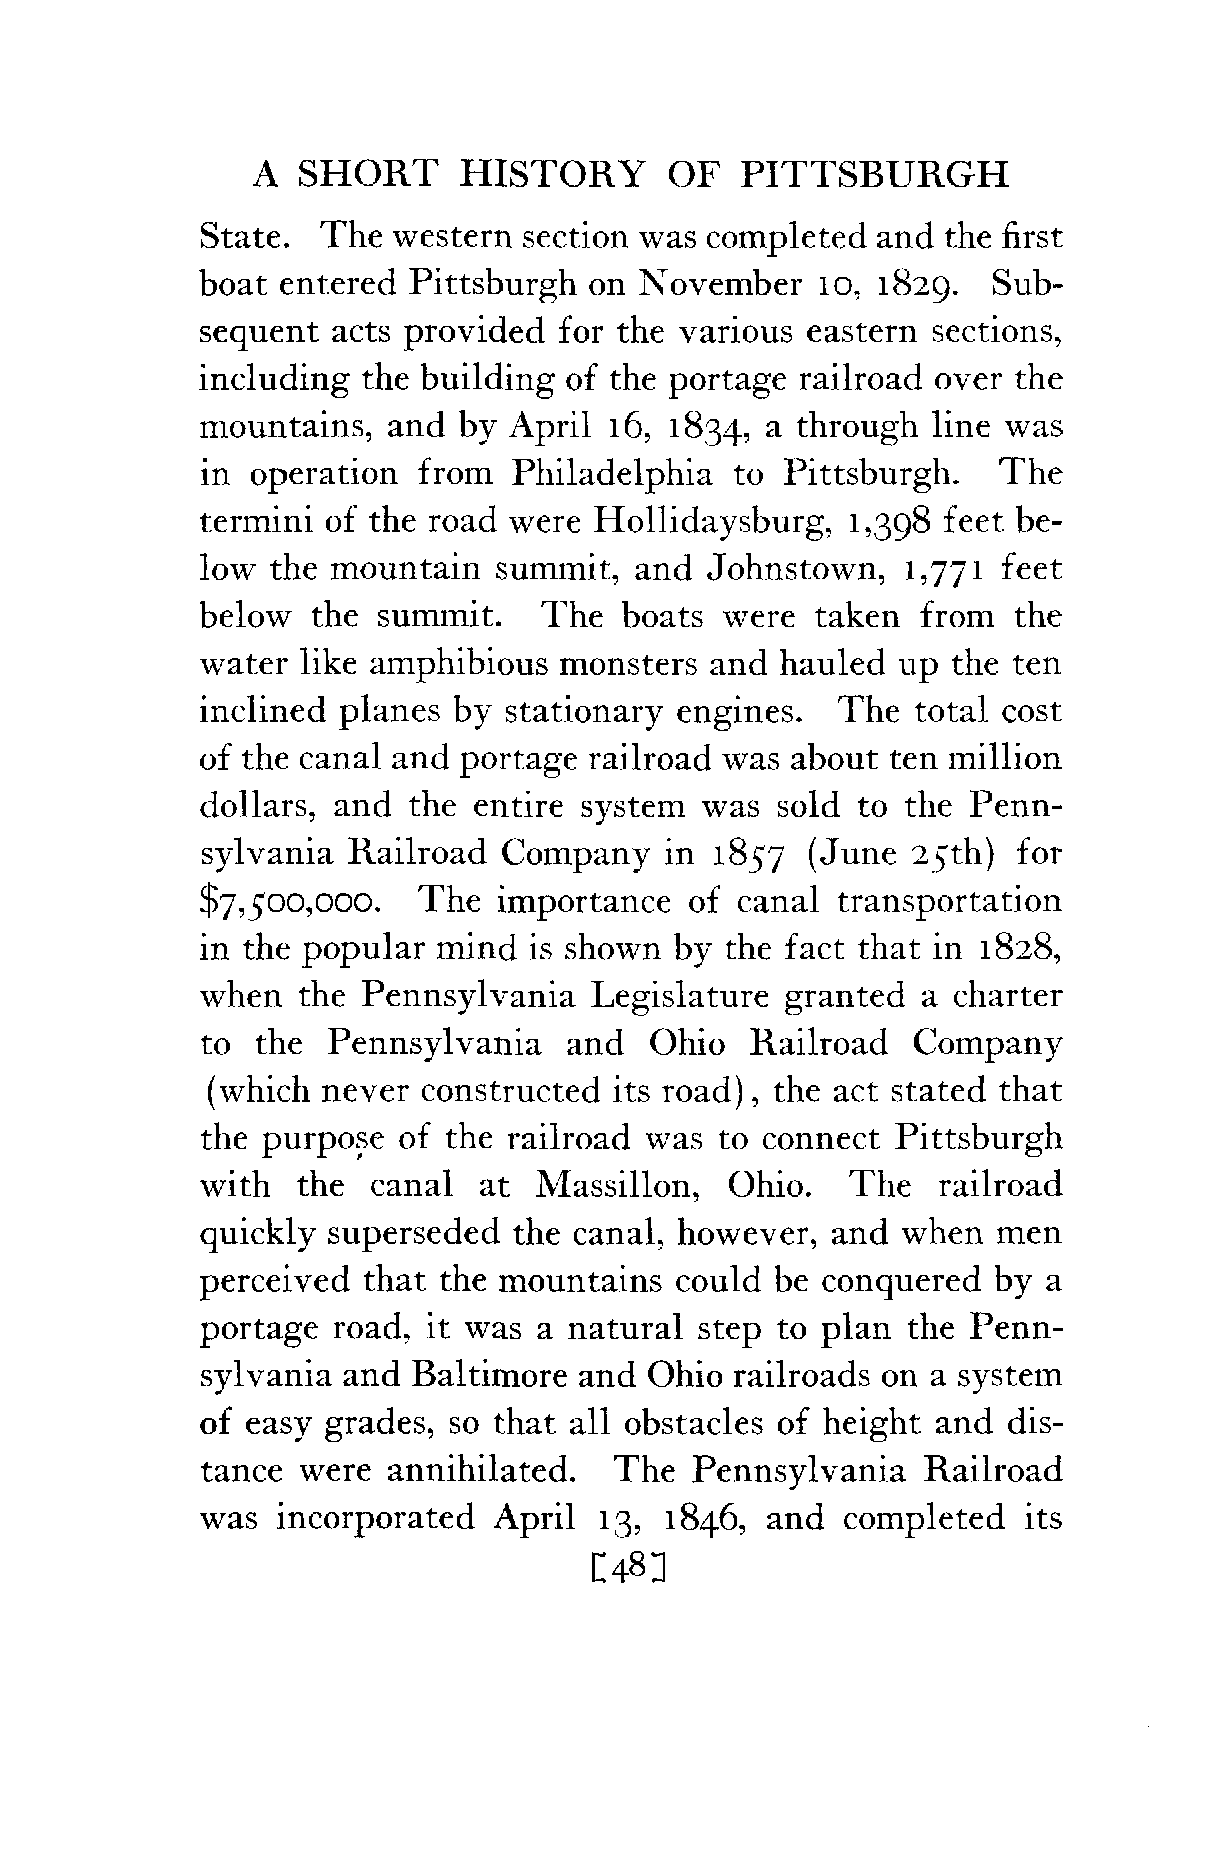 A SHORT HISTORY OF PITTSBURGH
State. The western section was completed and the first
boat entered Pittsburgh on November 10, 1829. Sub-
sequent acts provided for the various eastern sections,
including the building of the portage railroad over the
mountains, and by April 16, 1834, a through line was
in operation from Philadelphia to Pittsburgh. The
termini of the road were Hollidaysburg, 1,398 feet be-
low the mountain summit, and Johnstown, 1,771 feet
below the summit. The boats were taken from the
water like amphibious monsters and hauled up the ten
inclined planes by stationary engines. The total cost
of the canal and portage railroad was about ten million
dollars, and the entire system was sold to the Penn-
sylvania Railroad Company in 1857 (June 25th) for
$7,500,000. The importance of canal transportation
in the popular mind is shown by the fact that in 1828,
when the Pennsylvania Legislature granted a charter
to the Pennsylvania and Ohio Railroad Company
(which never constructed its road), the act stated that
the purpose of the railroad was to connect Pittsburgh
with the canal at Massillon, Ohio. The railroad
quickly superseded the canal, however, and when men
perceived that the mountains could be conquered by a
portage road, it was a natural step to plan the Penn-
sylvania and Baltimore and Ohio railroads on a system
of easy grades, so that all obstacles of height and dis-
tance were annihilated. The Pennsylvania Railroad
was incorporated April 13, 1846, and completed its
[48]